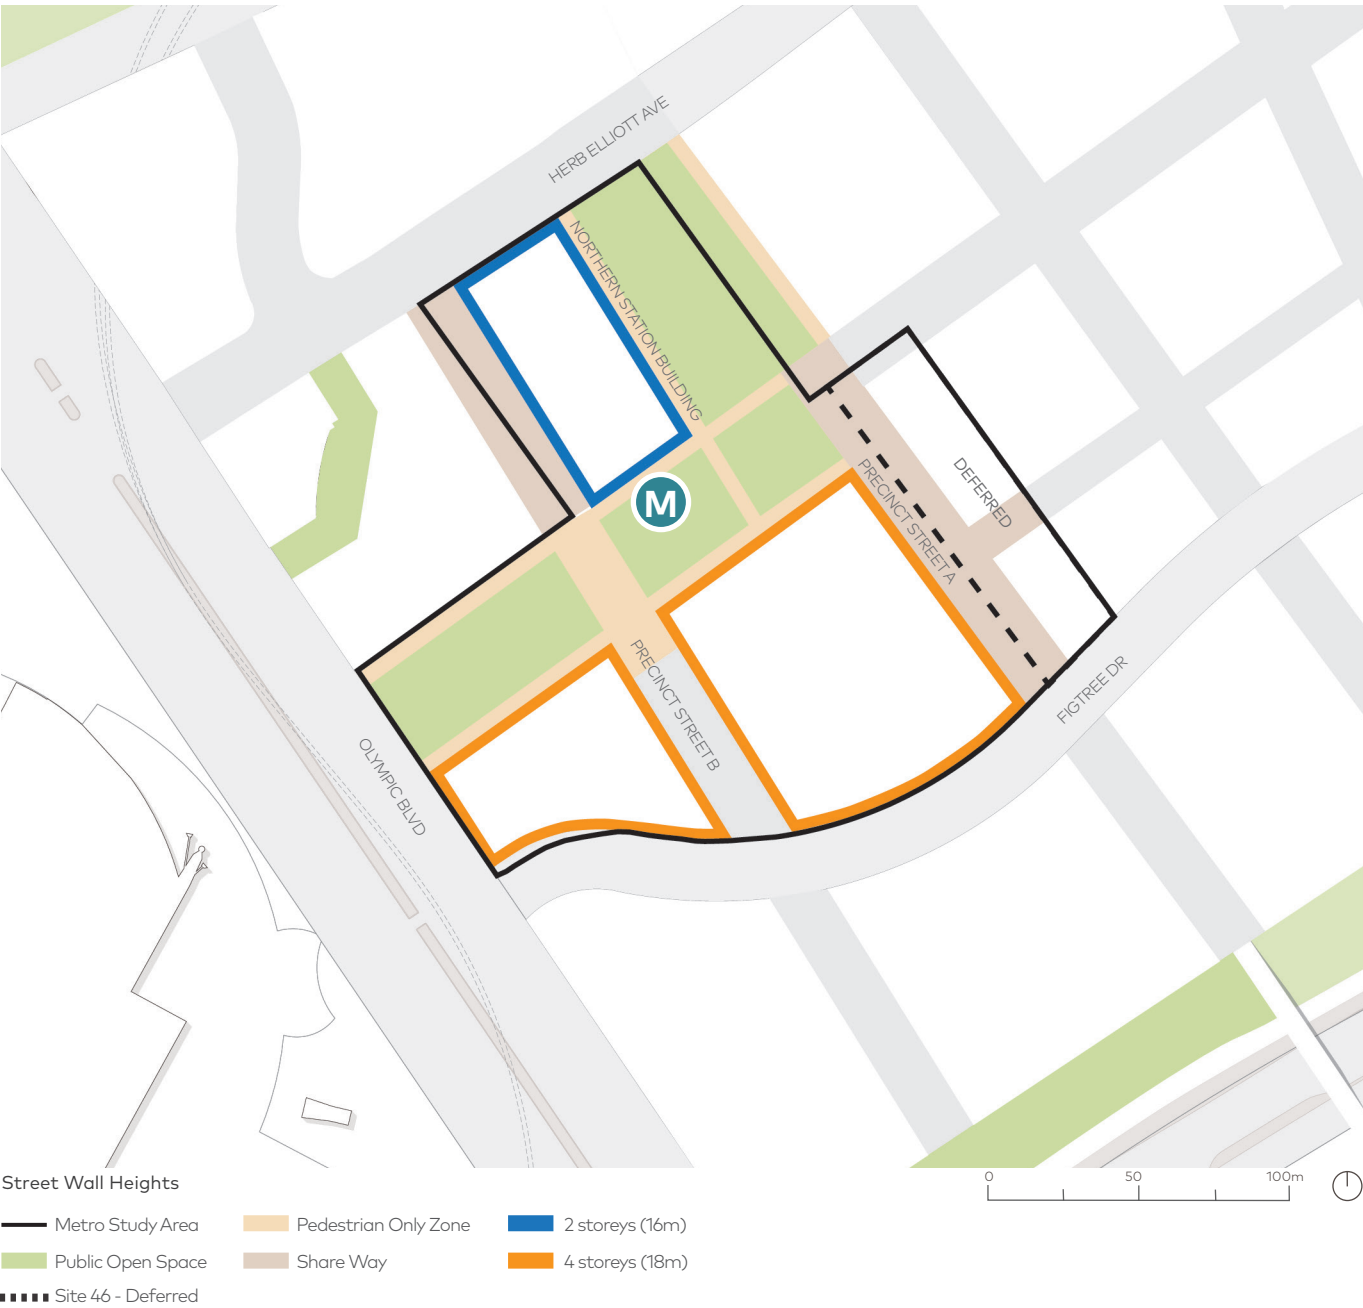 HERB ELLIOTT AVE
NORTHERN STATION BUILDING
M
DEFERRED
PRECINCT STREET A
PRECINCT STREET B
FIGTREE DR
OLYMPIC BLVD
0 50 100m
Street Wall Heights
Metro Study Area
Pedestrian Only Zone
2 storeys (16m)
Public Open Space
Share Way
4 storeys (18m)
Site 46 - Deferred